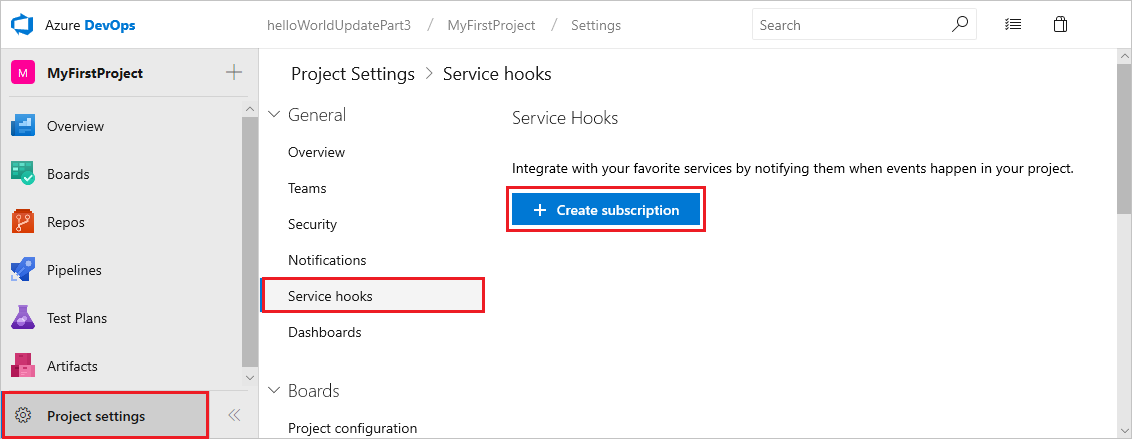 Azure DevOps
helloWorldUpdatePart3 / MyFirstProject / Settings
Search
M MyFirstProject
Overview
Boards
Repos
Pipelines
Test Plans
Artifacts
Project settings
Project Settings > Service hooks
General
Overview
Teams
Security
Notifications
Service hooks
Dashboards
Boards
Project configuration
Service Hooks
Integrate with your favorite services by notifying them when events happen in your project.
+ Create subscription